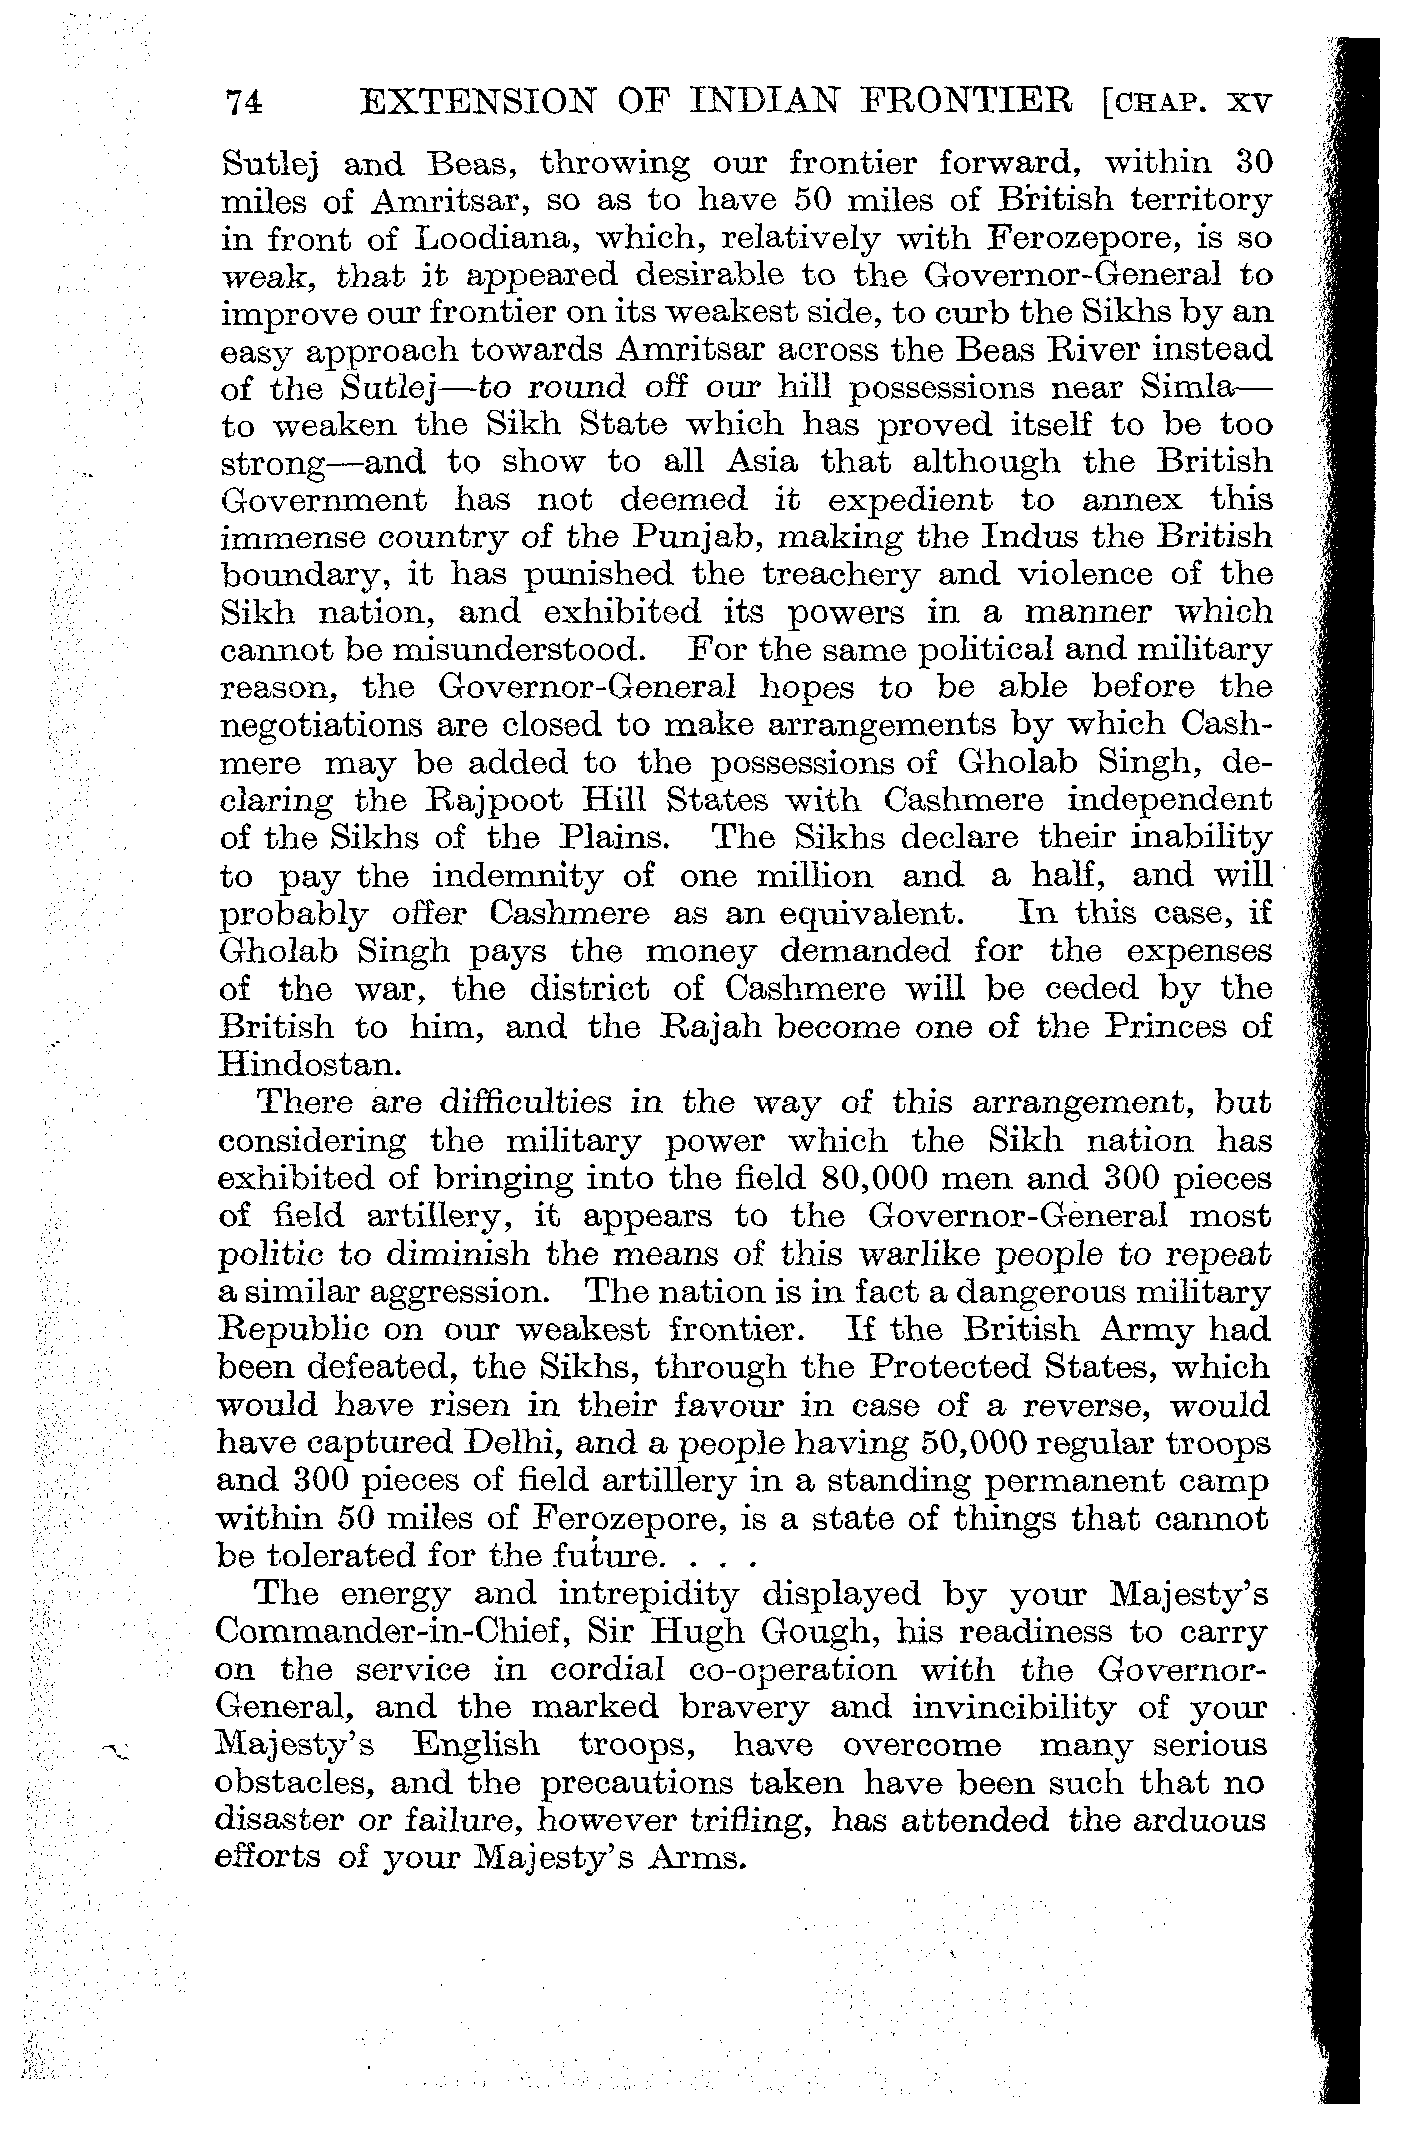 74 EXTENSION OF INDIAN FRONTIER [CHAP. XV
Sutlej and Beas, throwing our frontier forward, within 30
miles of Amritsar, so as to have 50 miles of British territory
in front of Loodiana, which, relatively with Ferozepore, is so
weak, that it appeared desirable to the Governor-General to
improve our frontier on its weakest side, to curb the Sikhs by an
easy approach towards Amritsar across the Beas River instead
of the Sutlej—to round off our hill possessions near Simla—
to weaken the Sikh State which has proved itself to be too
strong—and to show to all Asia that although the British
Government has not deemed it expedient to annex this
immense country of the Punjab, making the Indus the British
boundary, it has punished the treachery and violence of the
Sikh nation, and exhibited its powers in a manner which
cannot be misunderstood. For the same political and military
reason, the Governor-General hopes to be able before the
negotiations are closed to make arrangements by which Cash-
mere may be added to the possessions of Gholab Singh, de-
claring the Rajpoot Hill States with Cashmere independent
of the Sikhs of the Plains. The Sikhs declare their inability
to pay the indemnity of one million and a half, and will
probably offer Cashmere as an equivalent. In this case, if
Gholab Singh pays the money demanded for the expenses
of the war, the district of Cashmere will be ceded by the
British to him, and the Rajah become one of the Princes of
Hindostan.
There are difficulties in the way of this arrangement, but
considering the military power which the Sikh nation has
exhibited of bringing into the field 80,000 men and 300 pieces
of field artillery, it appears to the Governor-General most
politic to diminish the means of this warlike people to repeat
a similar aggression. The nation is in fact a dangerous military
Republic on our weakest frontier. If the British Army had
been defeated, the Sikhs, through the Protected States, which
would have risen in their favour in case of a reverse, would
have captured Delhi, and a people having 50,000 regular troops
and 300 pieces of field artillery in a standing permanent camp
within 50 miles of Ferozepore, is a state of things that cannot
be tolerated for the future. . . .
The energy and intrepidity displayed by your Majesty's
Commander-in-Chief, Sir Hugh Gough, his readiness to carry
on the service in cordial co-operation with the Governor-
General, and the marked bravery and invincibility of your
Majesty's English troops, have overcome many serious
obstacles, and the precautions taken have been such that no
disaster or failure, however trifling, has attended the arduous
efforts of your Majesty's Arms.